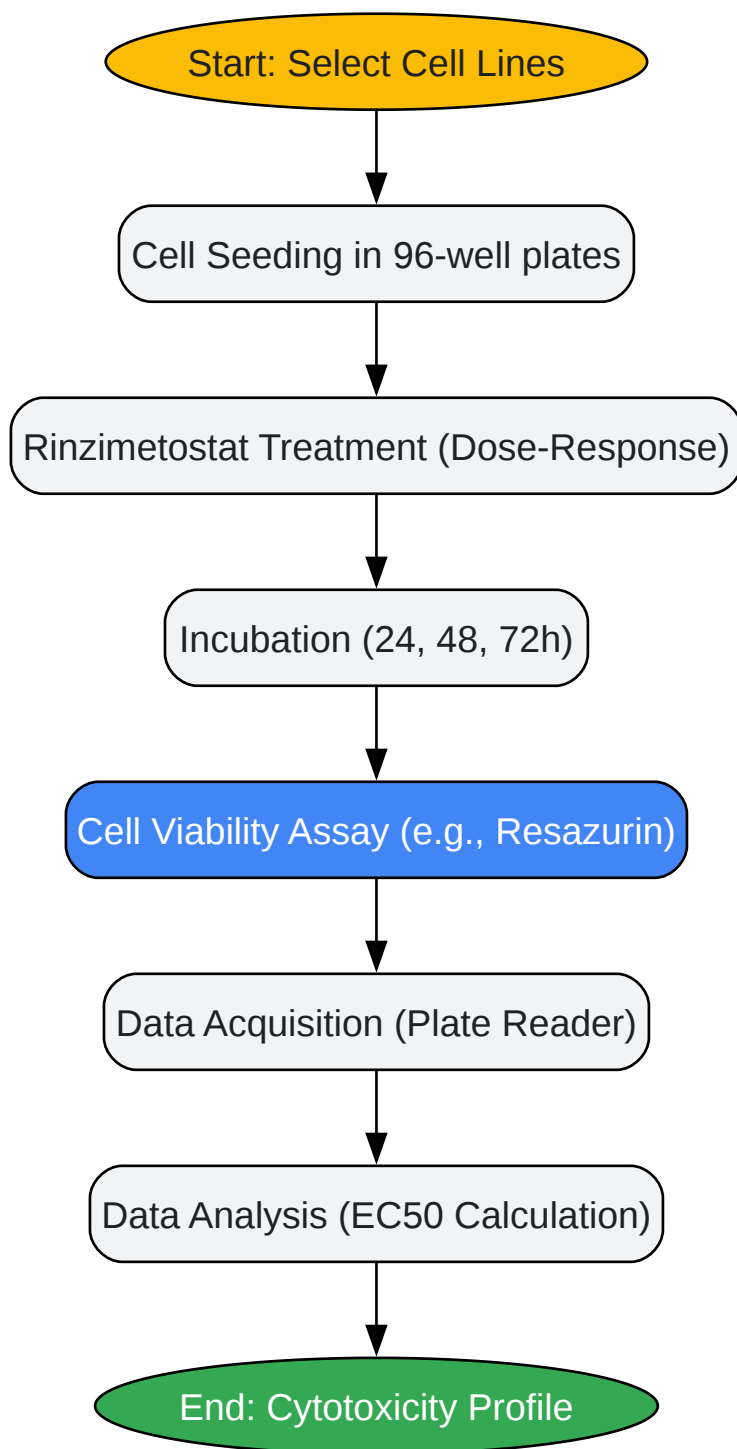 Start: Select Cell Lines
Cell Seeding in 96-well plates
Rinzimetostat Treatment (Dose-Response)
Incubation (24, 48, 72h)
Cell Viability Assay (e.g., Resazurin)
Data Acquisition (Plate Reader)
Data Analysis (EC50 Calculation)
End: Cytotoxicity Profile